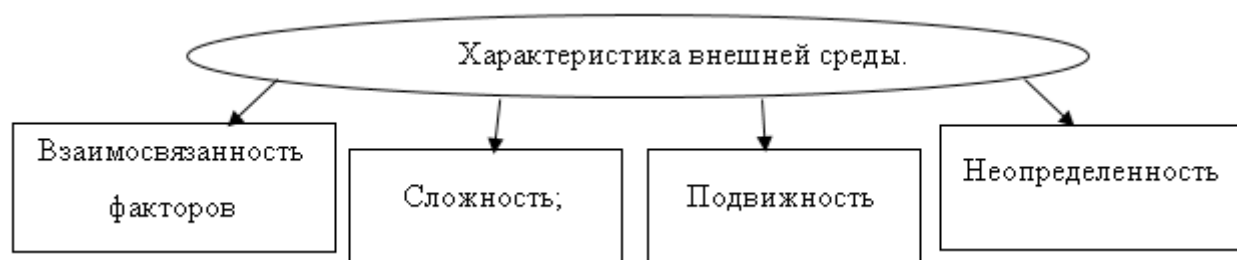 Характеристика внешней среды.
Взаимосвязанность
факторов
Сложность;
Подвижность
Неопределенность